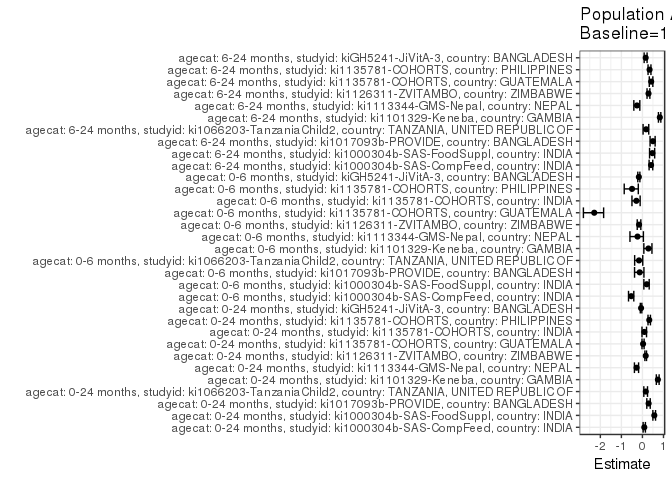 Population A
Baseline=1
agecat: 6-24 months, studyid: kiGH5241-JiVitA-3, country: BANGLADESH
agecat: 6-24 months, studyid: ki1135781-COHORTS, country: PHILIPPINES
agecat: 6-24 months, studyid: ki1135781-COHORTS, country: GUATEMALA
agecat: 6-24 months, studyid: ki1126311-ZVITAMBO, country: ZIMBABWE
agecat: 6-24 months, studyid: ki1113344-GMS-Nepal, country: NEPAL
agecat: 6-24 months, studyid: ki1101329-Keneba, country: GAMBIA
agecat: 6-24 months, studyid: ki1066203-TanzaniaChild2, country: TANZANIA, UNITED REPUBLIC OF
agecat: 6-24 months, studyid: ki1017093b-PROVIDE, country: BANGLADESH
agecat: 6-24 months, studyid: ki1000304b-SAS-FoodSuppl, country: INDIA
agecat: 6-24 months, studyid: ki1000304b-SAS-CompFeed, country: INDIA
agecat: 0-6 months, studyid: kiGH5241-JiVitA-3, country: BANGLADESH
agecat: 0-6 months, studyid: ki1135781-COHORTS, country: PHILIPPINES
agecat: 0-6 months, studyid: ki1135781-COHORTS, country: INDIA
agecat: 0-6 months, studyid: ki1135781-COHORTS, country: GUATEMALA
agecat: 0-6 months, studyid: ki1126311-ZVITAMBO, country: ZIMBABWE
agecat: 0-6 months, studyid: ki1113344-GMS-Nepal, country: NEPAL
agecat: 0-6 months, studyid: ki1101329-Keneba, country: GAMBIA
agecat: 0-6 months, studyid: ki1066203-TanzaniaChild2, country: TANZANIA, UNITED REPUBLIC OF
agecat: 0-6 months, studyid: ki1017093b-PROVIDE, country: BANGLADESH
agecat: 0-6 months, studyid: ki1000304b-SAS-FoodSuppl, country: INDIA
agecat: 0-6 months, studyid: ki1000304b-SAS-CompFeed, country: INDIA
agecat: 0-24 months, studyid: kiGH5241-JiVitA-3, country: BANGLADESH
agecat: 0-24 months, studyid: ki1135781-COHORTS, country: PHILIPPINES
agecat: 0-24 months, studyid: ki1135781-COHORTS, country: INDIA
agecat: 0-24 months, studyid: ki1135781-COHORTS, country: GUATEMALA
agecat: 0-24 months, studyid: ki1126311-ZVITAMBO, country: ZIMBABWE
agecat: 0-24 months, studyid: ki1113344-GMS-Nepal, country: NEPAL
agecat: 0-24 months, studyid: ki1101329-Keneba, country: GAMBIA
agecat: 0-24 months, studyid: ki1066203-TanzaniaChild2, country: TANZANIA, UNITED REPUBLIC OF
agecat: 0-24 months, studyid: ki1017093b-PROVIDE, country: BANGLADESH
agecat: 0-24 months, studyid: ki1000304b-SAS-FoodSuppl, country: INDIA
agecat: 0-24 months, studyid: ki1000304b-SAS-CompFeed, country: INDIA
-2 -1 0 1
Estimate